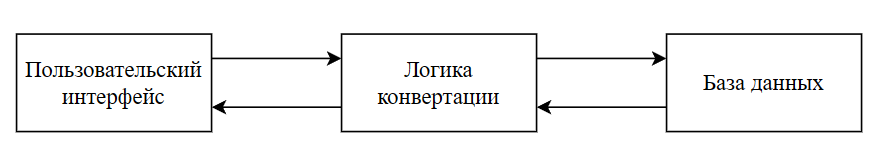 Пользовательский
интерфейс
Логика
конвертации
База данных